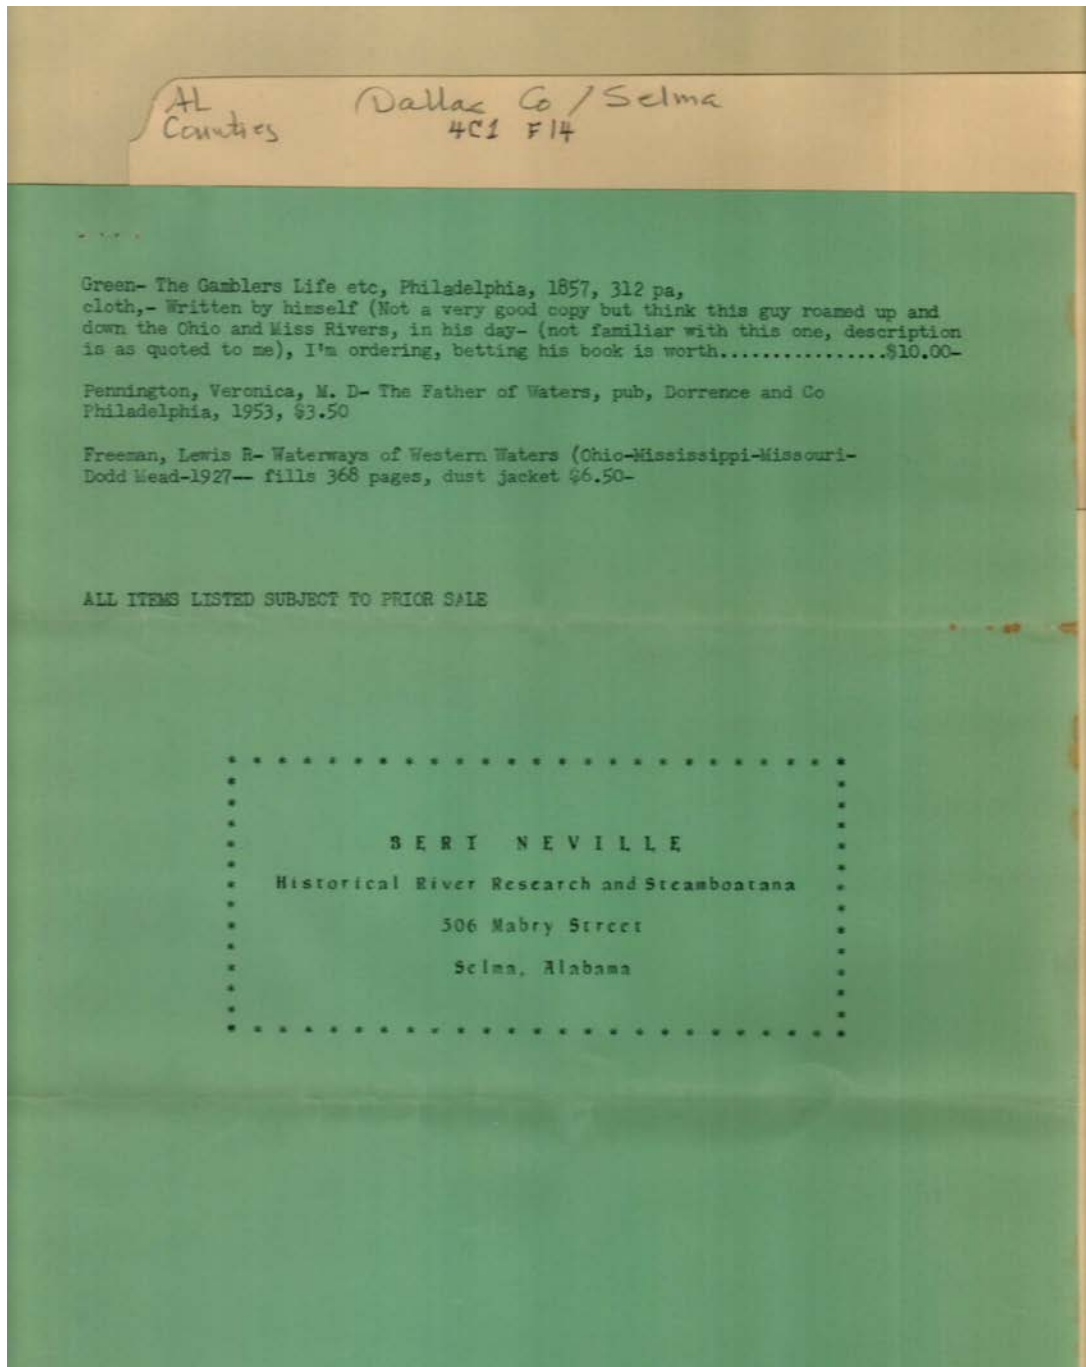 AL Dallas Co / Selma
Counties 4C1 F14
Green- The Gamblers Life etc, Philadelphia, 1857, 312 pa,
cloth,- Written by himself (Not a very good copy but think this guy roamed up and
down the Ohio and Miss Rivers, in his day- (not familiar with this one, description
is as quoted to me), I'm ordering, betting his book is worth................$10.00-
Pennington, Veronica, M. D- The Father of Waters, pub, Dorrence and Co
Philadelphia, 1953, $3.50
Freeman, Lewis R- Waterways of Western Waters (Ohio-Mississippi-Missouri-
Dodd Mead-1927-- fills 368 pages, dust jacket $6.50-
ALL ITEMS LISTED SUBJECT TO PRIOR SALE
BERT NEVILLE
Historical River Research and Steamboatana
506 Mabry Street
Selma, Alabama